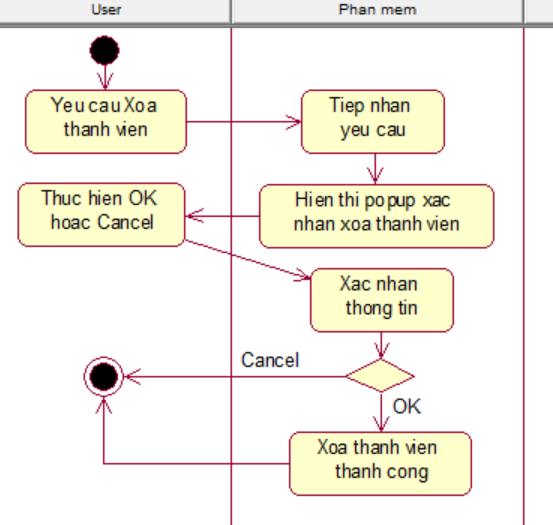 User
Phan mem
Yeu cau Xoa
thanh vien
Tiep nhan
yeu cau
Thuc hien OK
hoac Cancel
Hien thi popup xac
nhan xoa thanh vien
Xac nhan
thong tin
Cancel
OK
Xoa thanh vien
thanh cong